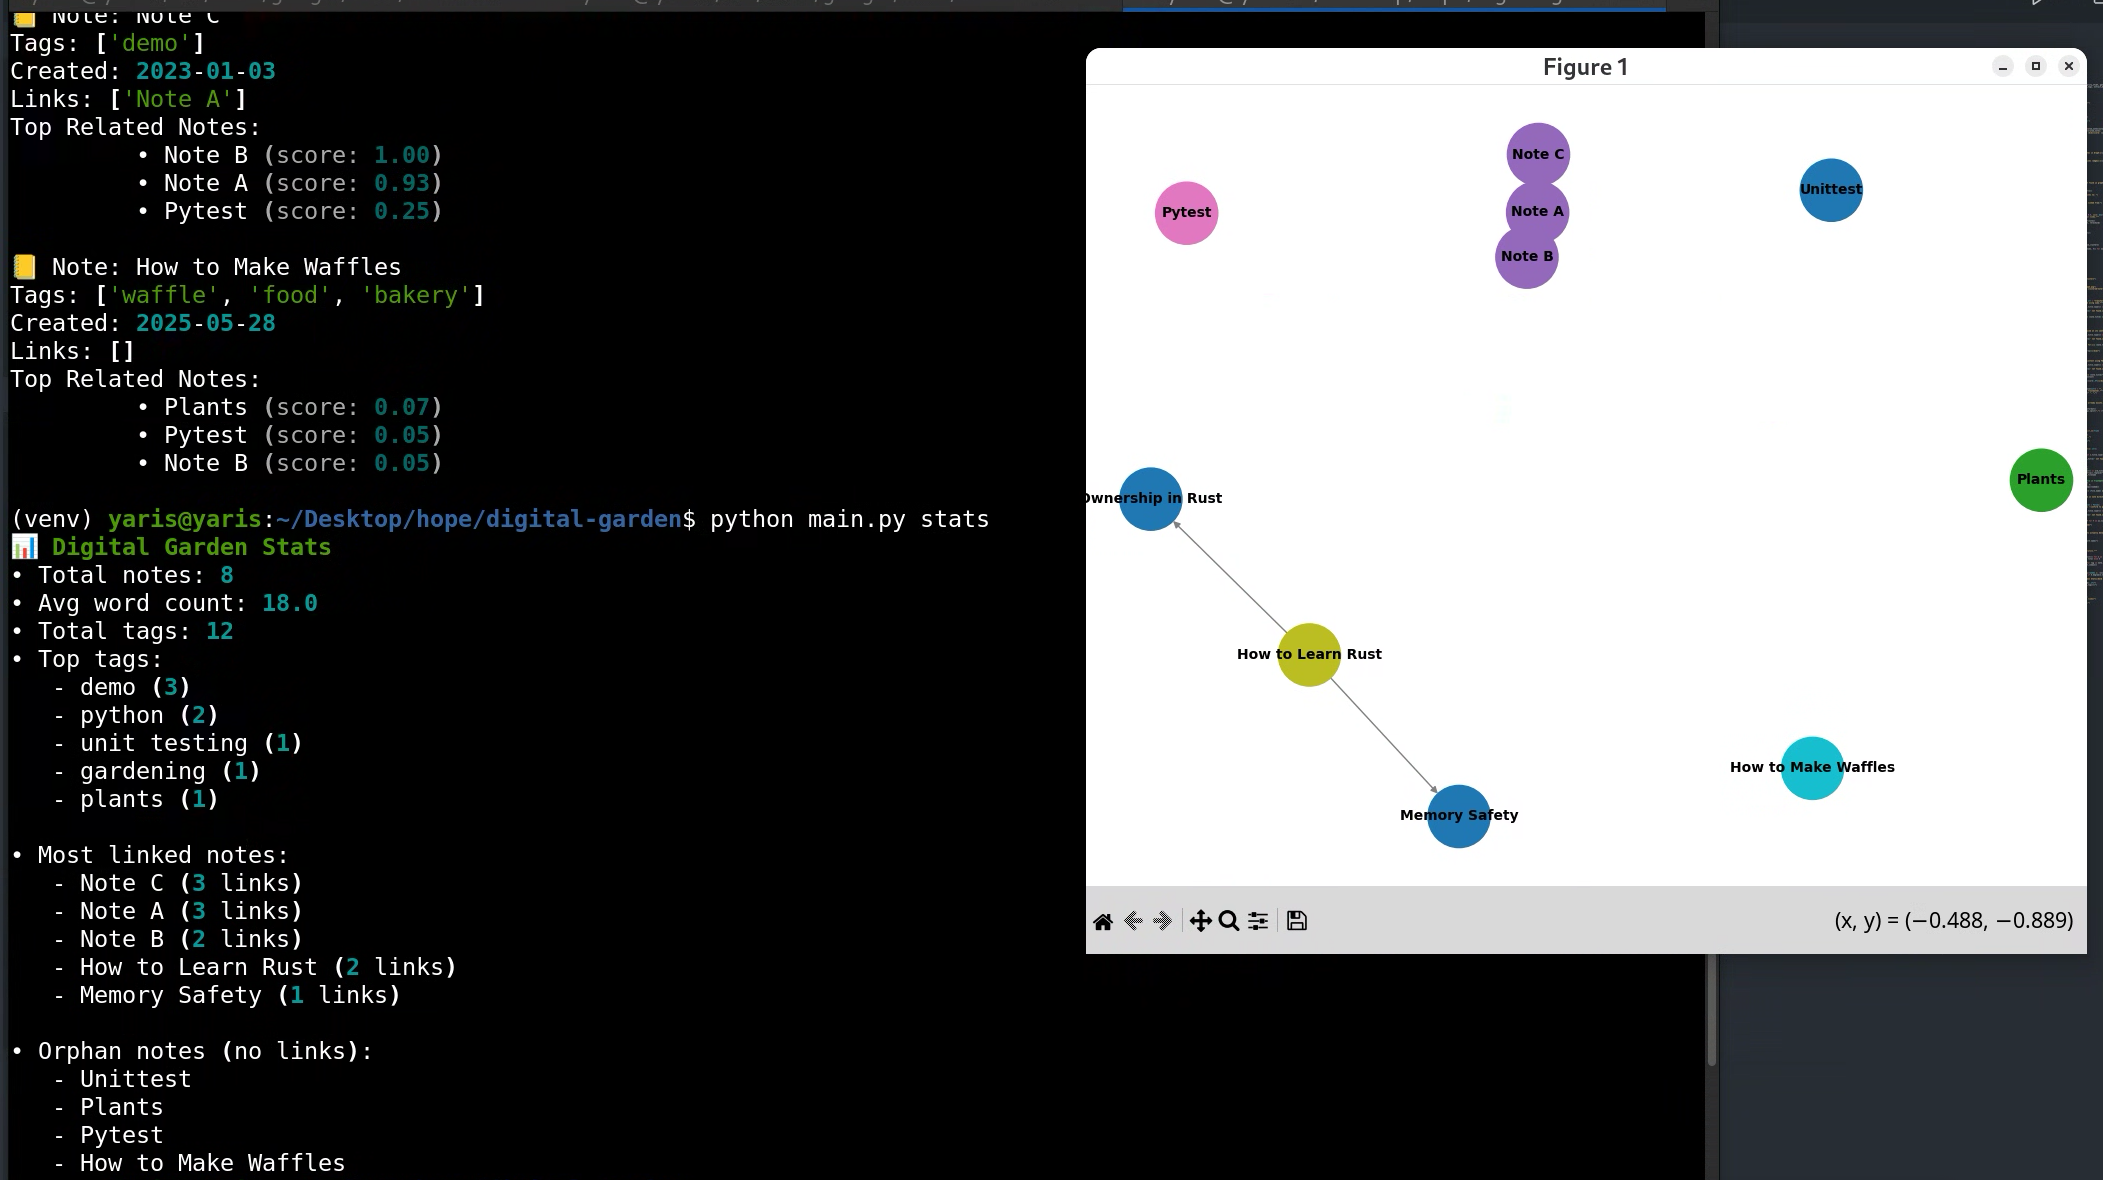 📒 Note: Note C
Tags: ['demo']
Created: 2023-01-03
Links: ['Note A']
Top Related Notes:
• Note B (score: 1.00)
• Note A (score: 0.93)
• Pytest (score: 0.25)
📒 Note: How to Make Waffles
Tags: ['waffle', 'food', 'bakery']
Created: 2025-05-28
Links: []
Top Related Notes:
• Plants (score: 0.07)
• Pytest (score: 0.05)
• Note B (score: 0.05)
(venv) yaris@yaris:~/Desktop/hope/digital-garden$ python main.py stats
📊 Digital Garden Stats
• Total notes: 8
• Avg word count: 18.0
• Total tags: 12
• Top tags:
- demo (3)
- python (2)
- unit testing (1)
- gardening (1)
- plants (1)
• Most linked notes:
- Note C (3 links)
- Note A (3 links)
- Note B (2 links)
- How to Learn Rust (2 links)
- Memory Safety (1 links)
• Orphan notes (no links):
- Unittest
- Plants
- Pytest
- How to Make Waffles
Figure 1
Note C
Unittest
Pytest
Note A
Note B
Plants
Ownership in Rust
How to Learn Rust
How to Make Waffles
Memory Safety
(x, y) = (−0.488, −0.889)